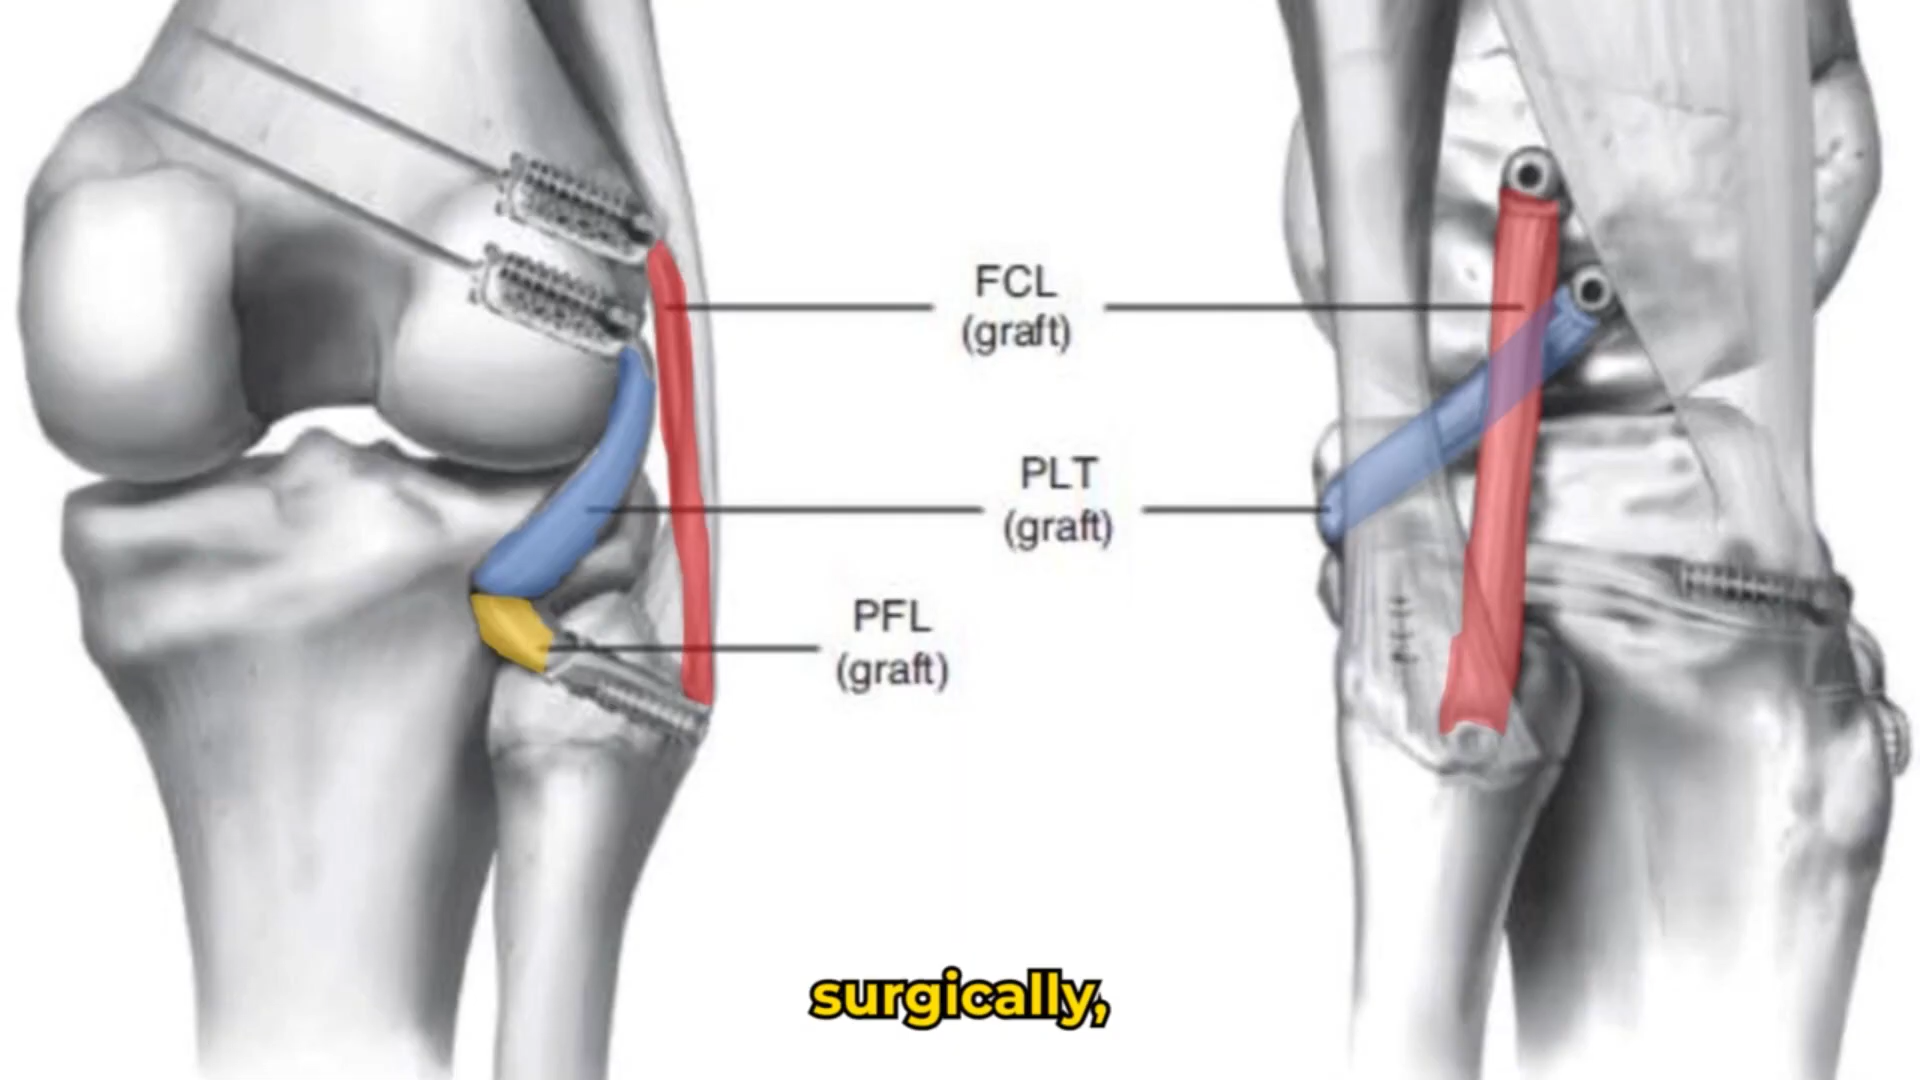 FCL
(graft)
PLT
(graft)
PFL
(graft)
surgically,